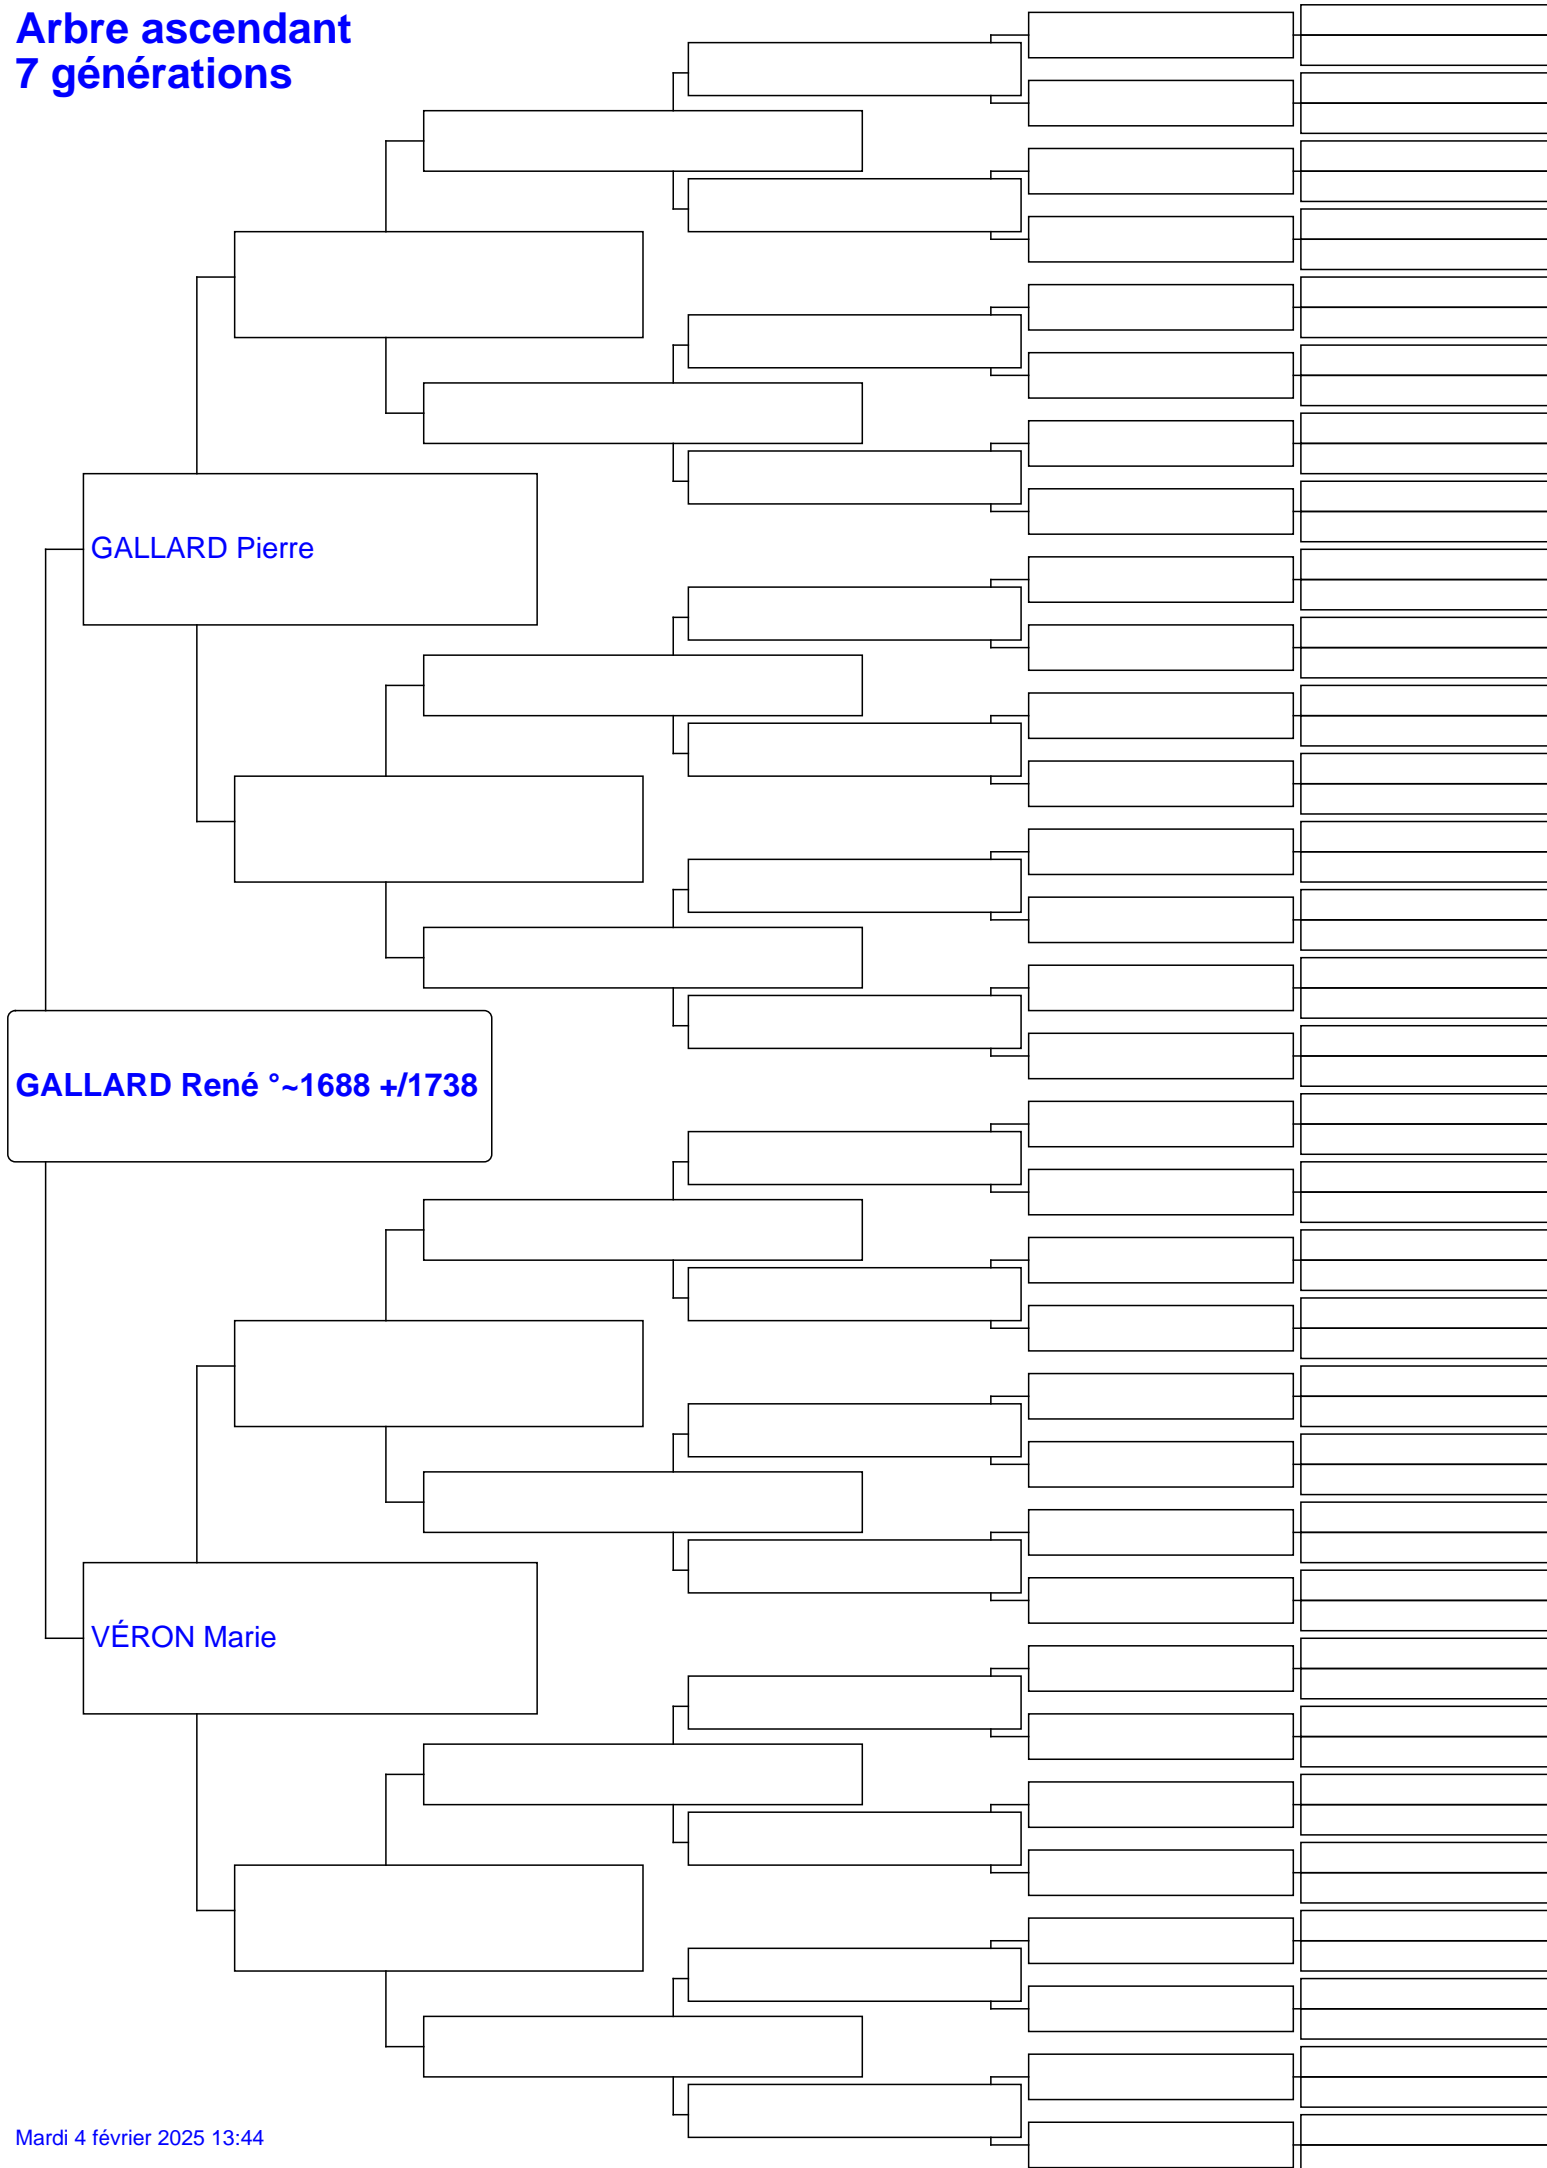 Arbre ascendant
7 générations
GALLARD Pierre
GALLARD René °~1688 +/1738
VÉRON Marie
Mardi 4 février 2025 13:44